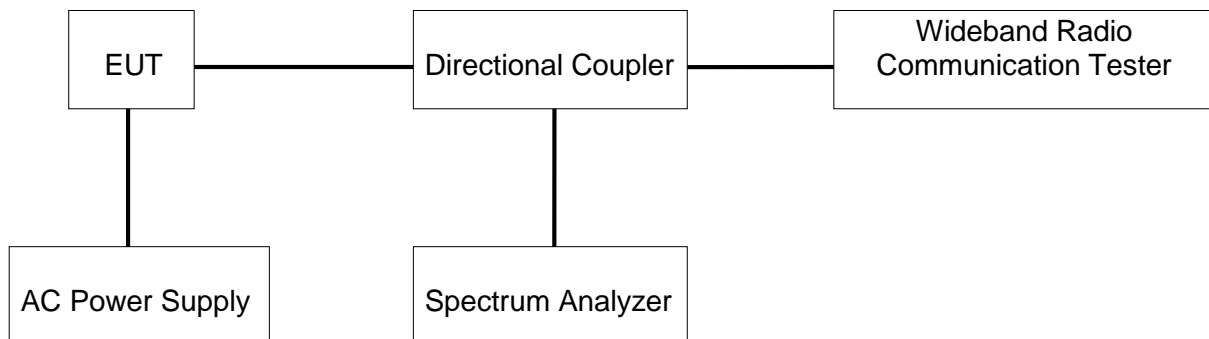 EUT
Directional Coupler
Wideband Radio
Communication Tester
AC Power Supply
Spectrum Analyzer